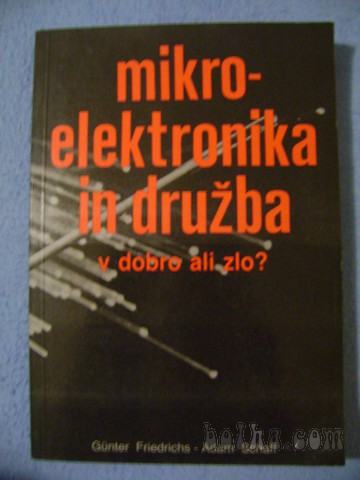 mikro-
elektronika
in družba
v dobro ali zlo?
Günter Friedrichs - Adam Schaff
bolha.com